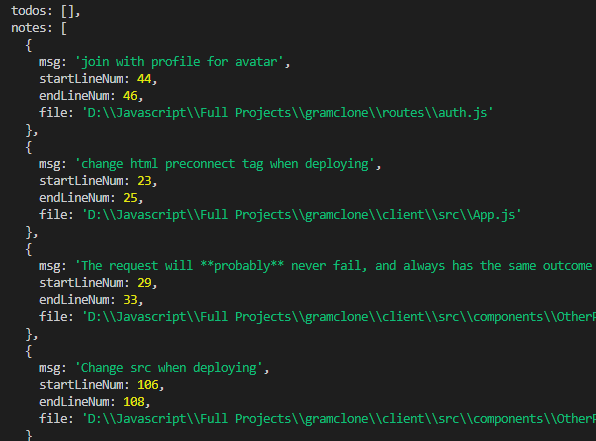 todos: [],
notes: [
{
msg: 'join with profile for avatar',
startLineNum: 44,
endLineNum: 46,
file: 'D:\\Javascript\\Full Projects\\gramclone\\routes\\auth.js'
},
{
msg: 'change html preconnect tag when deploying',
startLineNum: 23,
endLineNum: 25,
file: 'D:\\Javascript\\Full Projects\\gramclone\\client\\src\\App.js'
},
{
msg: 'The request will **probably** never fail, and always has the same outcome
startLineNum: 29,
endLineNum: 33,
file: 'D:\\Javascript\\Full Projects\\gramclone\\client\\src\\components\\OtherP
},
{
msg: 'Change src when deploying',
startLineNum: 106,
endLineNum: 108,
file: 'D:\\Javascript\\Full Projects\\gramclone\\client\\src\\components\\OtherP
}